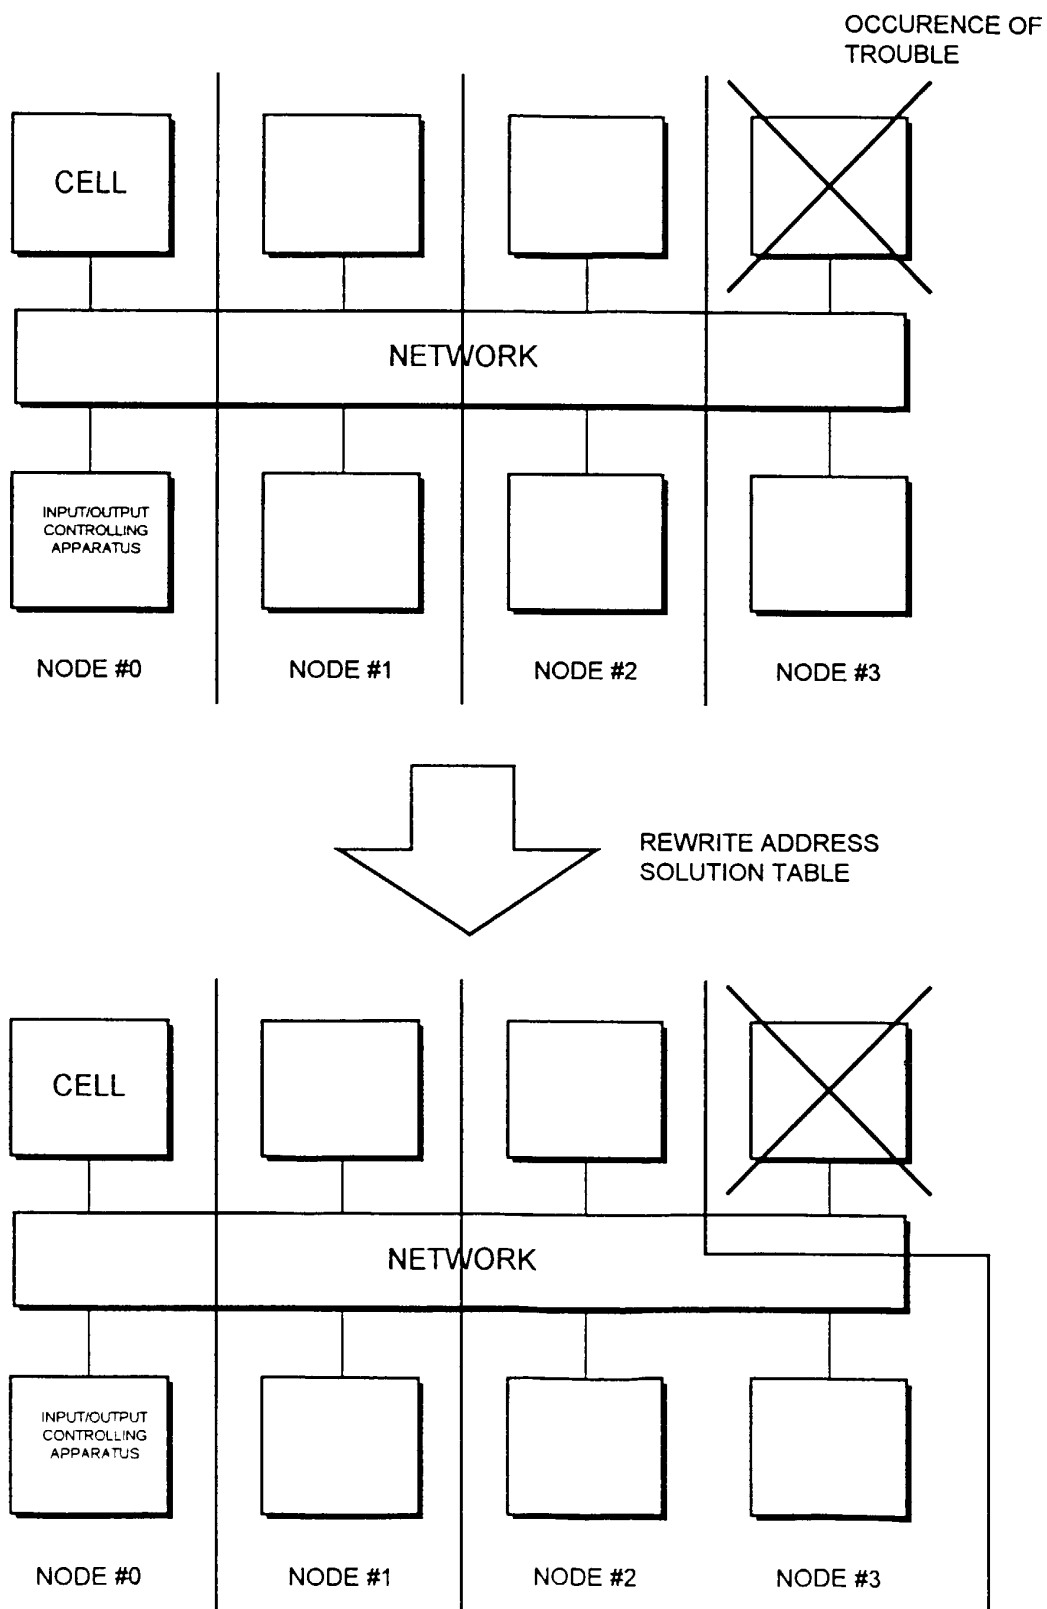 OCCURENCE OF
TROUBLE
CELL
NETWORK
INPUT/OUTPUT
CONTROLLING
APPARATUS
NODE #0
NODE #1
NODE #2
NODE #3
REWRITE ADDRESS
SOLUTION TABLE
CELL
NETWORK
INPUT/OUTPUT
CONTROLLING
APPARATUS
NODE #0
NODE #1
NODE #2
NODE #3